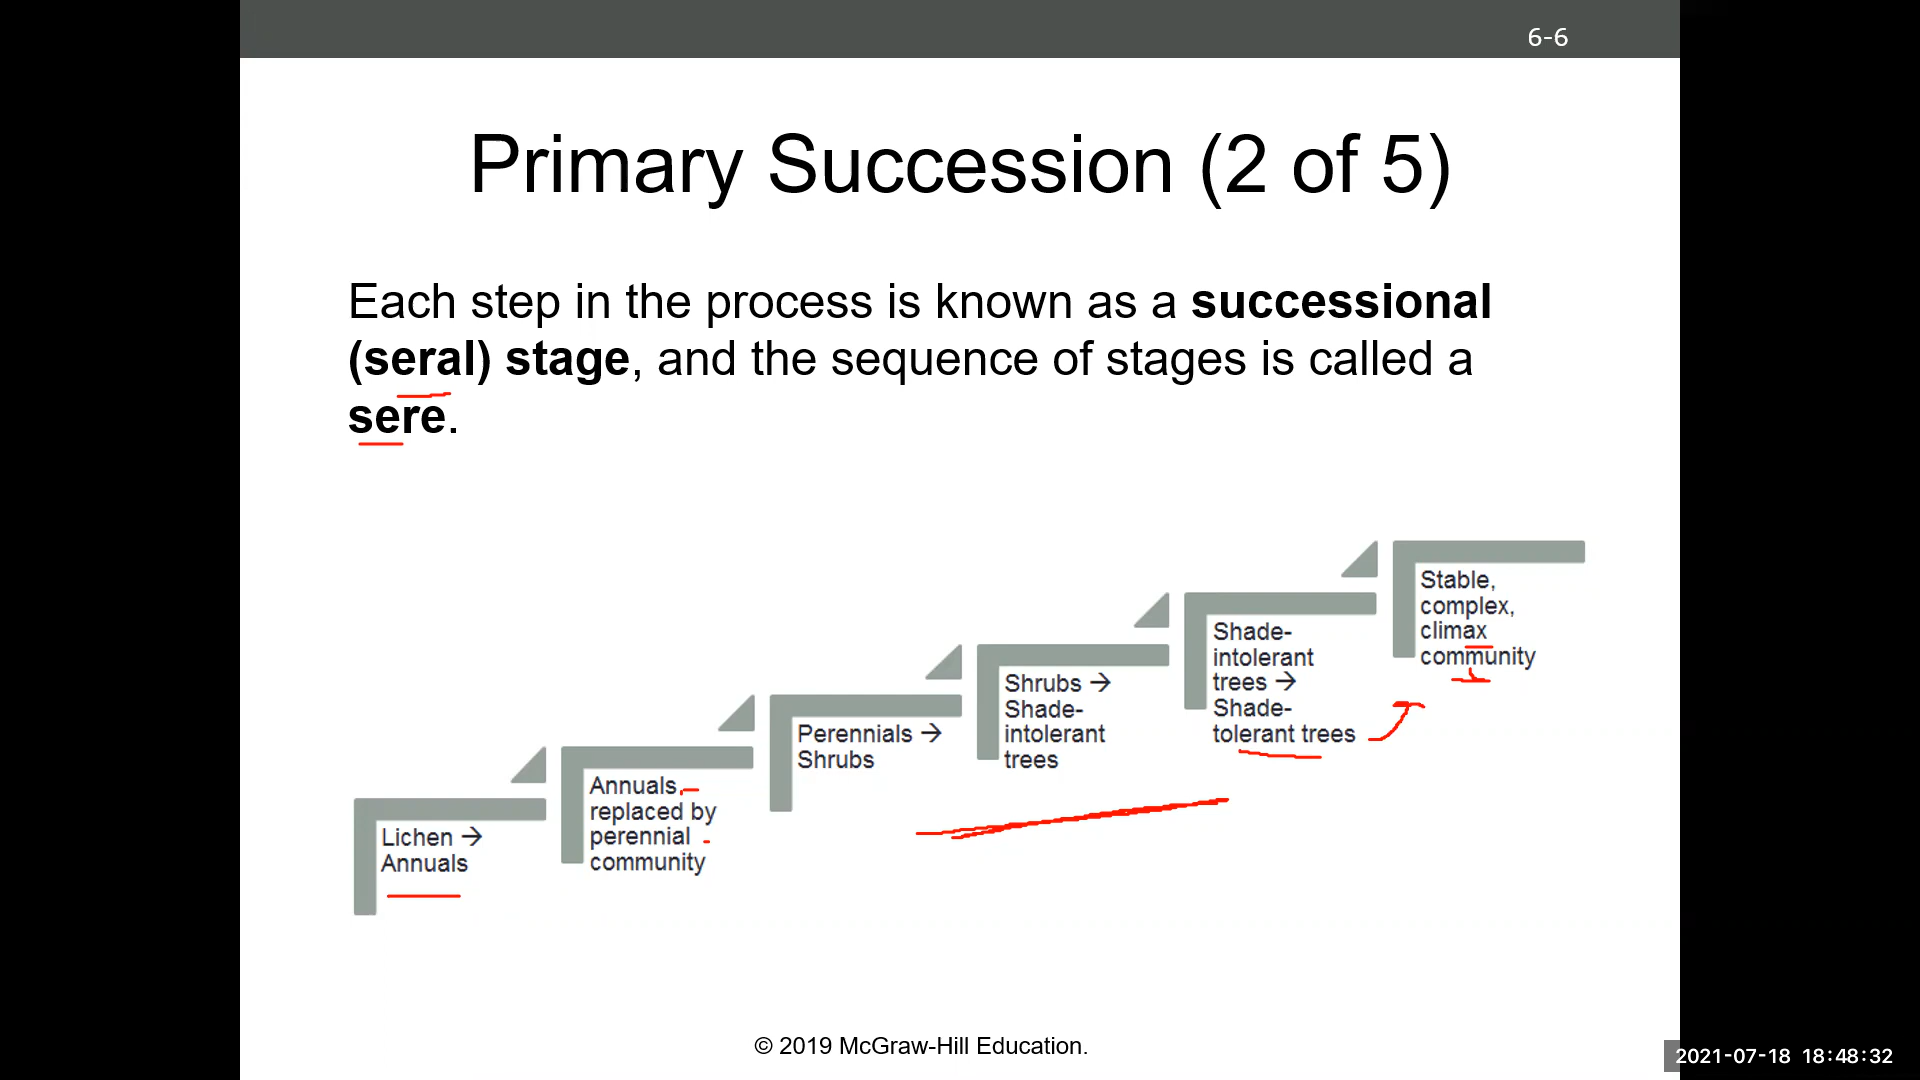 6-6
Primary Succession (2 of 5)
Each step in the process is known as a successional
(seral) stage, and the sequence of stages is called a
sere.
Lichen →
Annuals
Annuals
replaced by
perennial
community
Perennials →
Shrubs
Shrubs →
Shade-
intolerant
trees
Shade-
intolerant
trees →
Shade-
tolerant trees
Stable,
complex,
climax
community
© 2019 McGraw-Hill Education.
2021-07-18 18:48:32